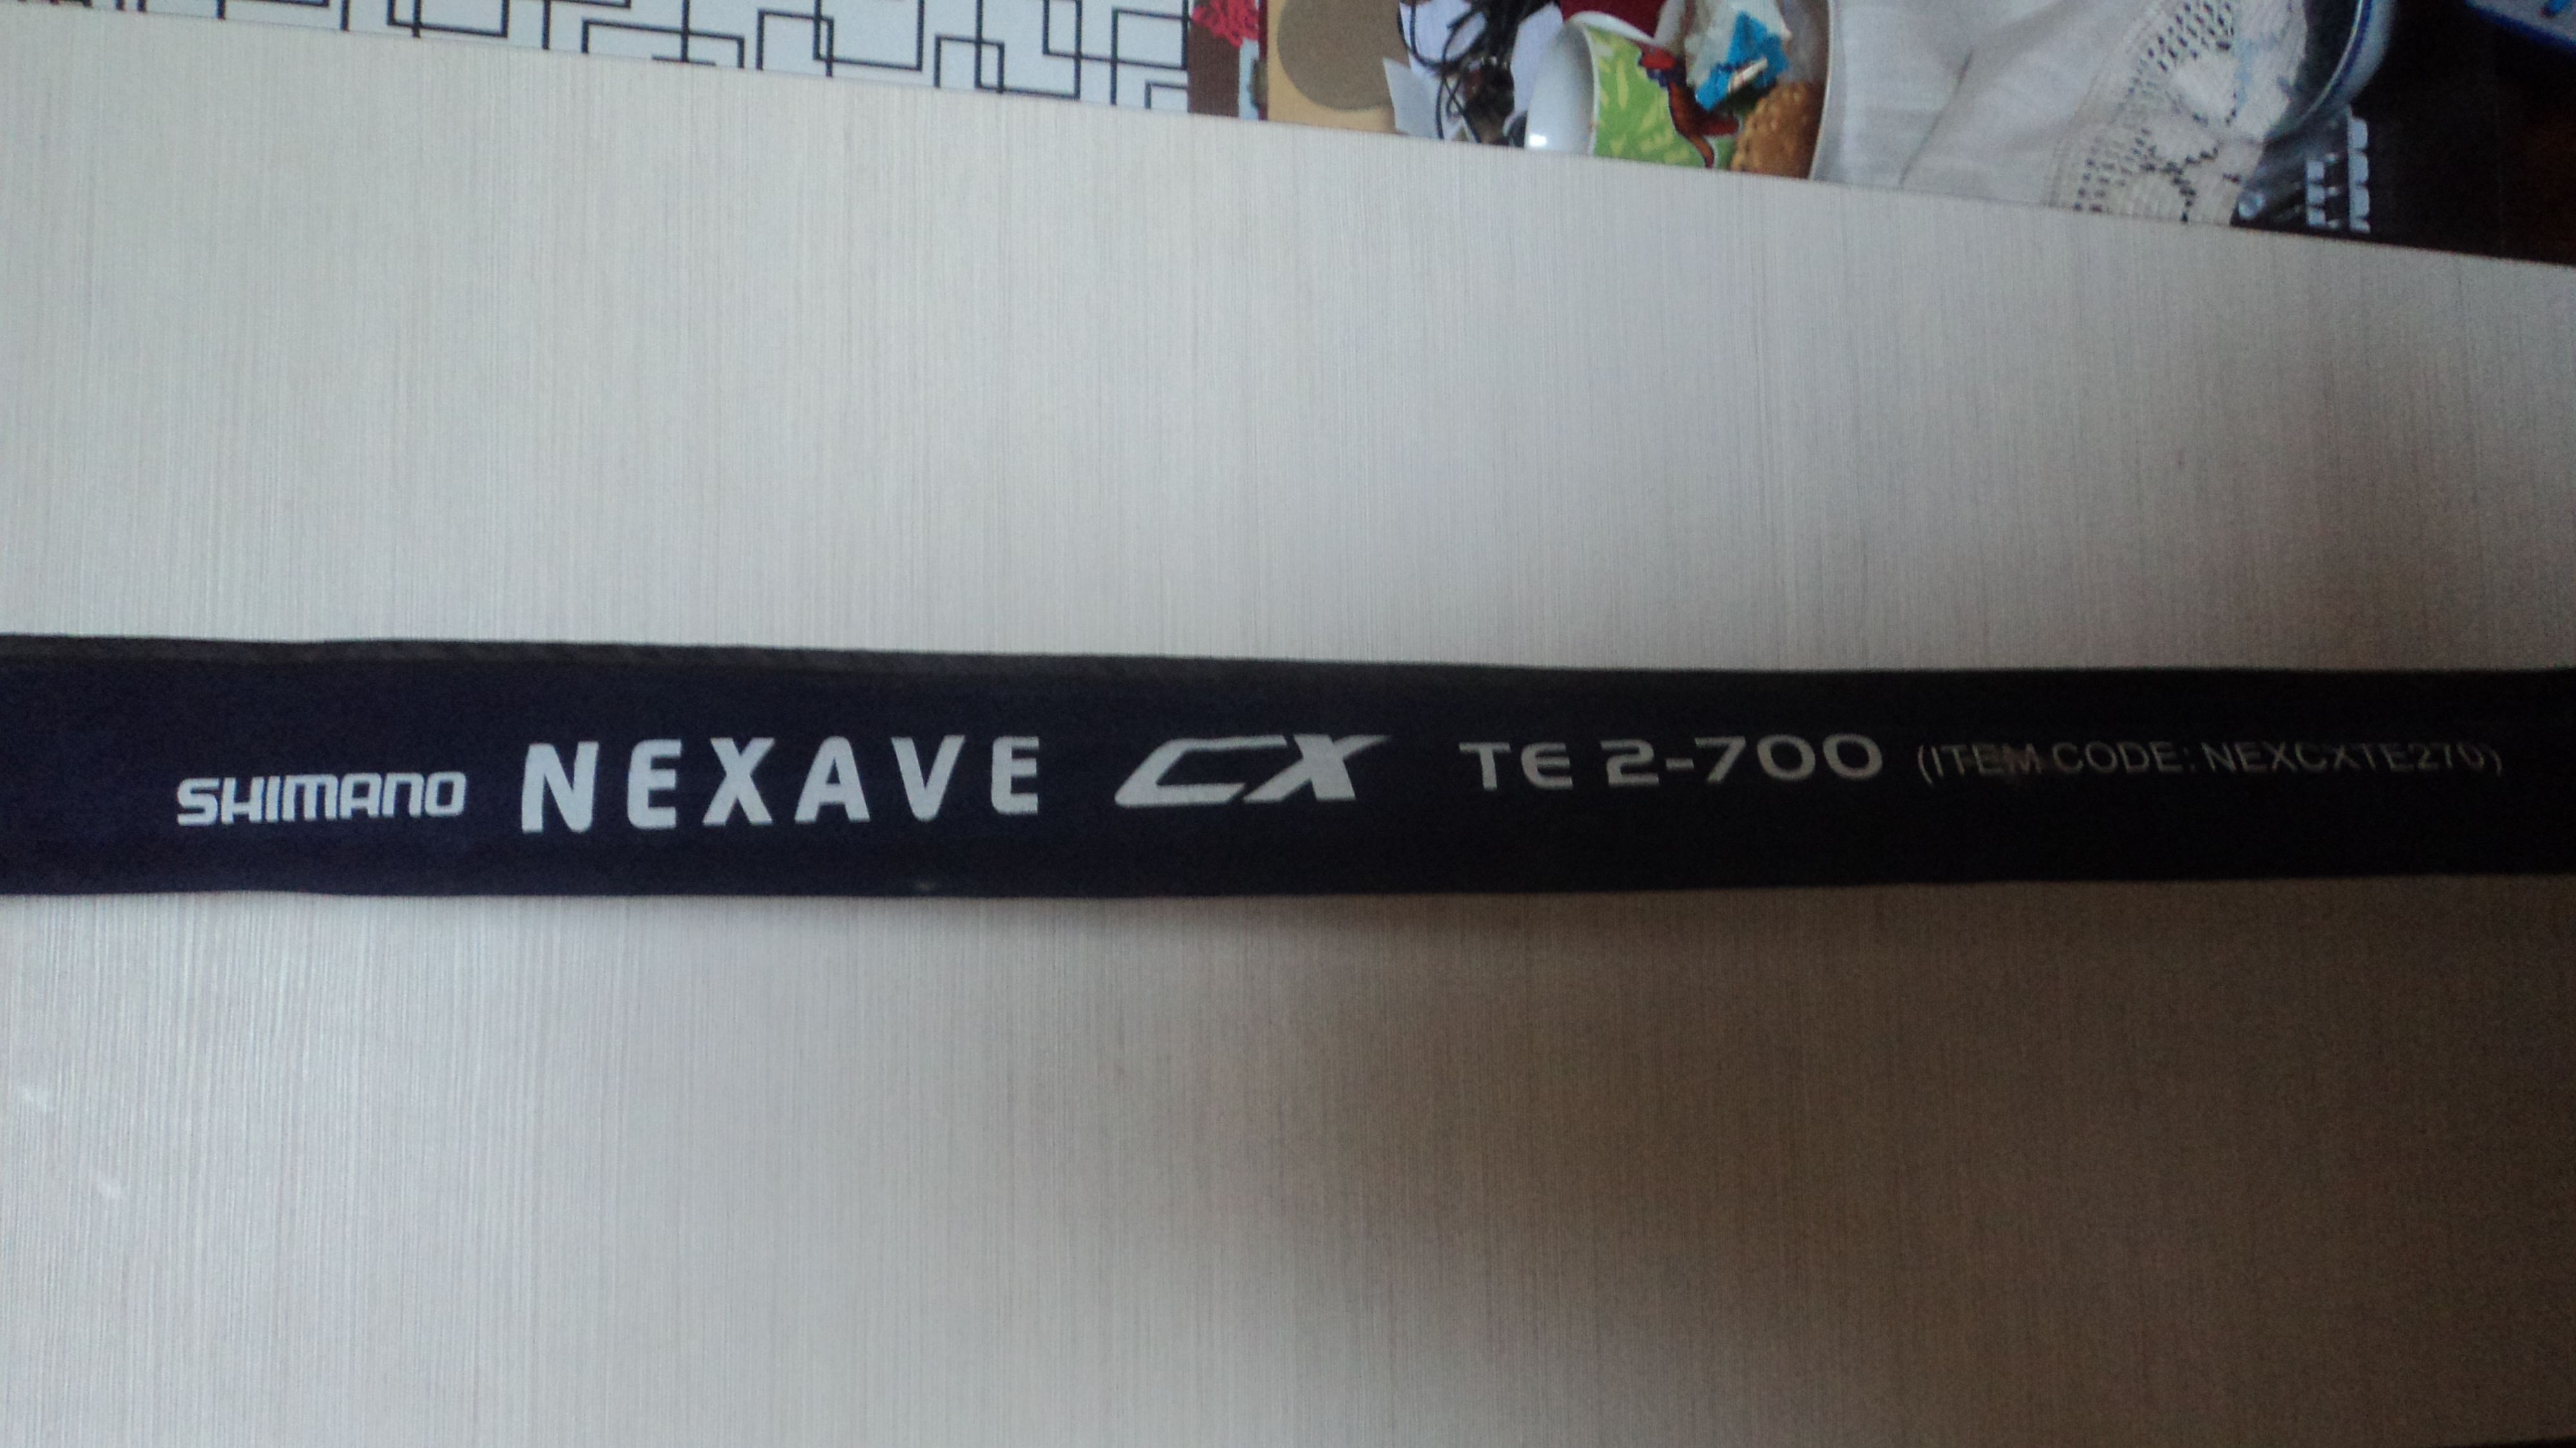 SHIMANO NEXAVE CX TE 2-700 (ITEM CODE: NEXCXTE270)